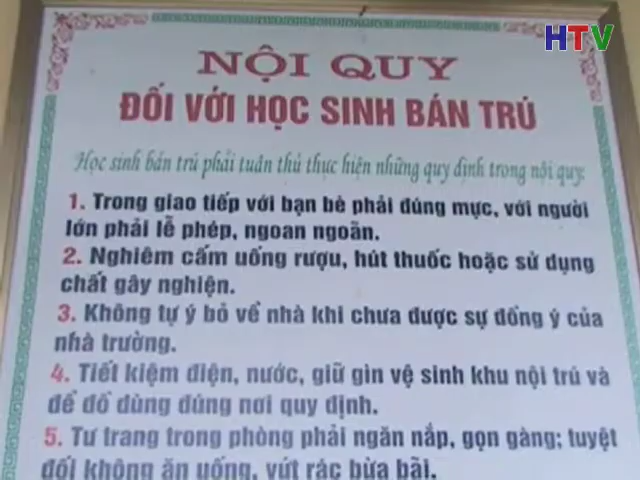 HTV
NỘI QUY
ĐỐI VỚI HỌC SINH BÁN TRÚ
Học sinh bán trú phải tuân thủ thực hiện những quy định trong nội quy:
1. Trong giao tiếp với bạn bè phải đúng mực, với người
lớn phải lễ phép, ngoan ngoãn.
2. Nghiêm cấm uống rượu, hút thuốc hoặc sử dụng
chất gây nghiện.
3. Không tự ý bỏ về nhà khi chưa được sự đồng ý của
nhà trường.
4. Tiết kiệm điện, nước, giữ gìn vệ sinh khu nội trú và
để đồ dùng đúng nơi quy định.
5. Tư trang trong phòng phải ngăn nắp, gọn gàng; tuyệt
đối không ăn uống, vứt rác bừa bãi.